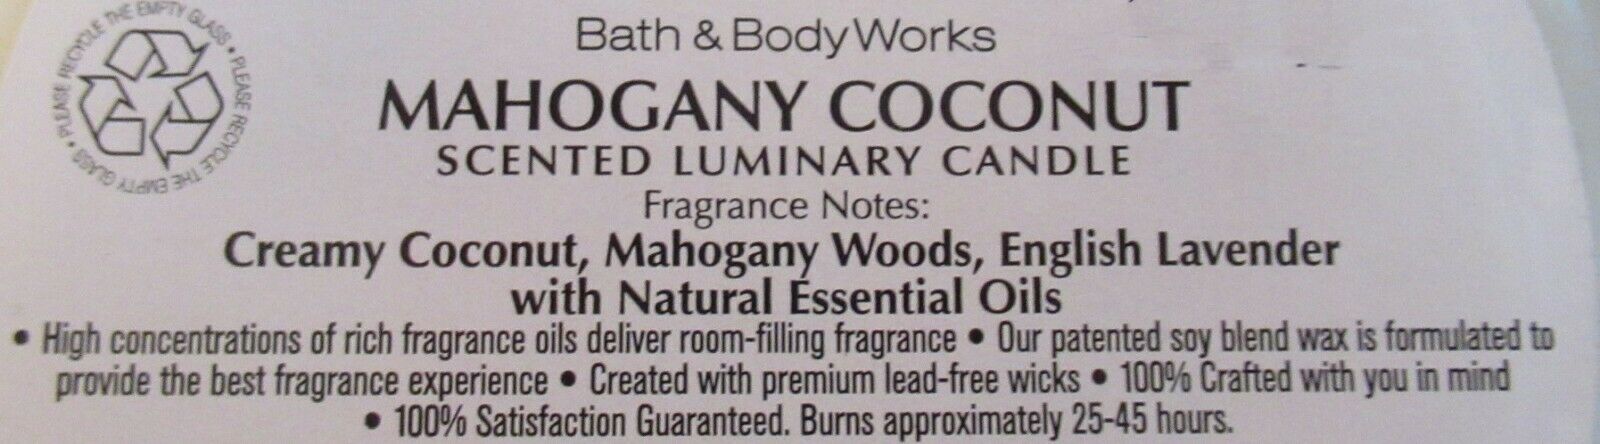 Bath & Body Works
MAHOGANY COCONUT
SCENTED LUMINARY CANDLE
Fragrance Notes:
Creamy Coconut, Mahogany Woods, English Lavender
with Natural Essential Oils
• High concentrations of rich fragrance oils deliver room-filling fragrance • Our patented soy blend wax is formulated to
provide the best fragrance experience • Created with premium lead-free wicks • 100% Crafted with you in mind
• 100% Satisfaction Guaranteed. Burns approximately 25-45 hours.
PLEASE RECYCLE THE EMPTY GLASS • PLEASE RECYCLE THE EMPTY GLASS •